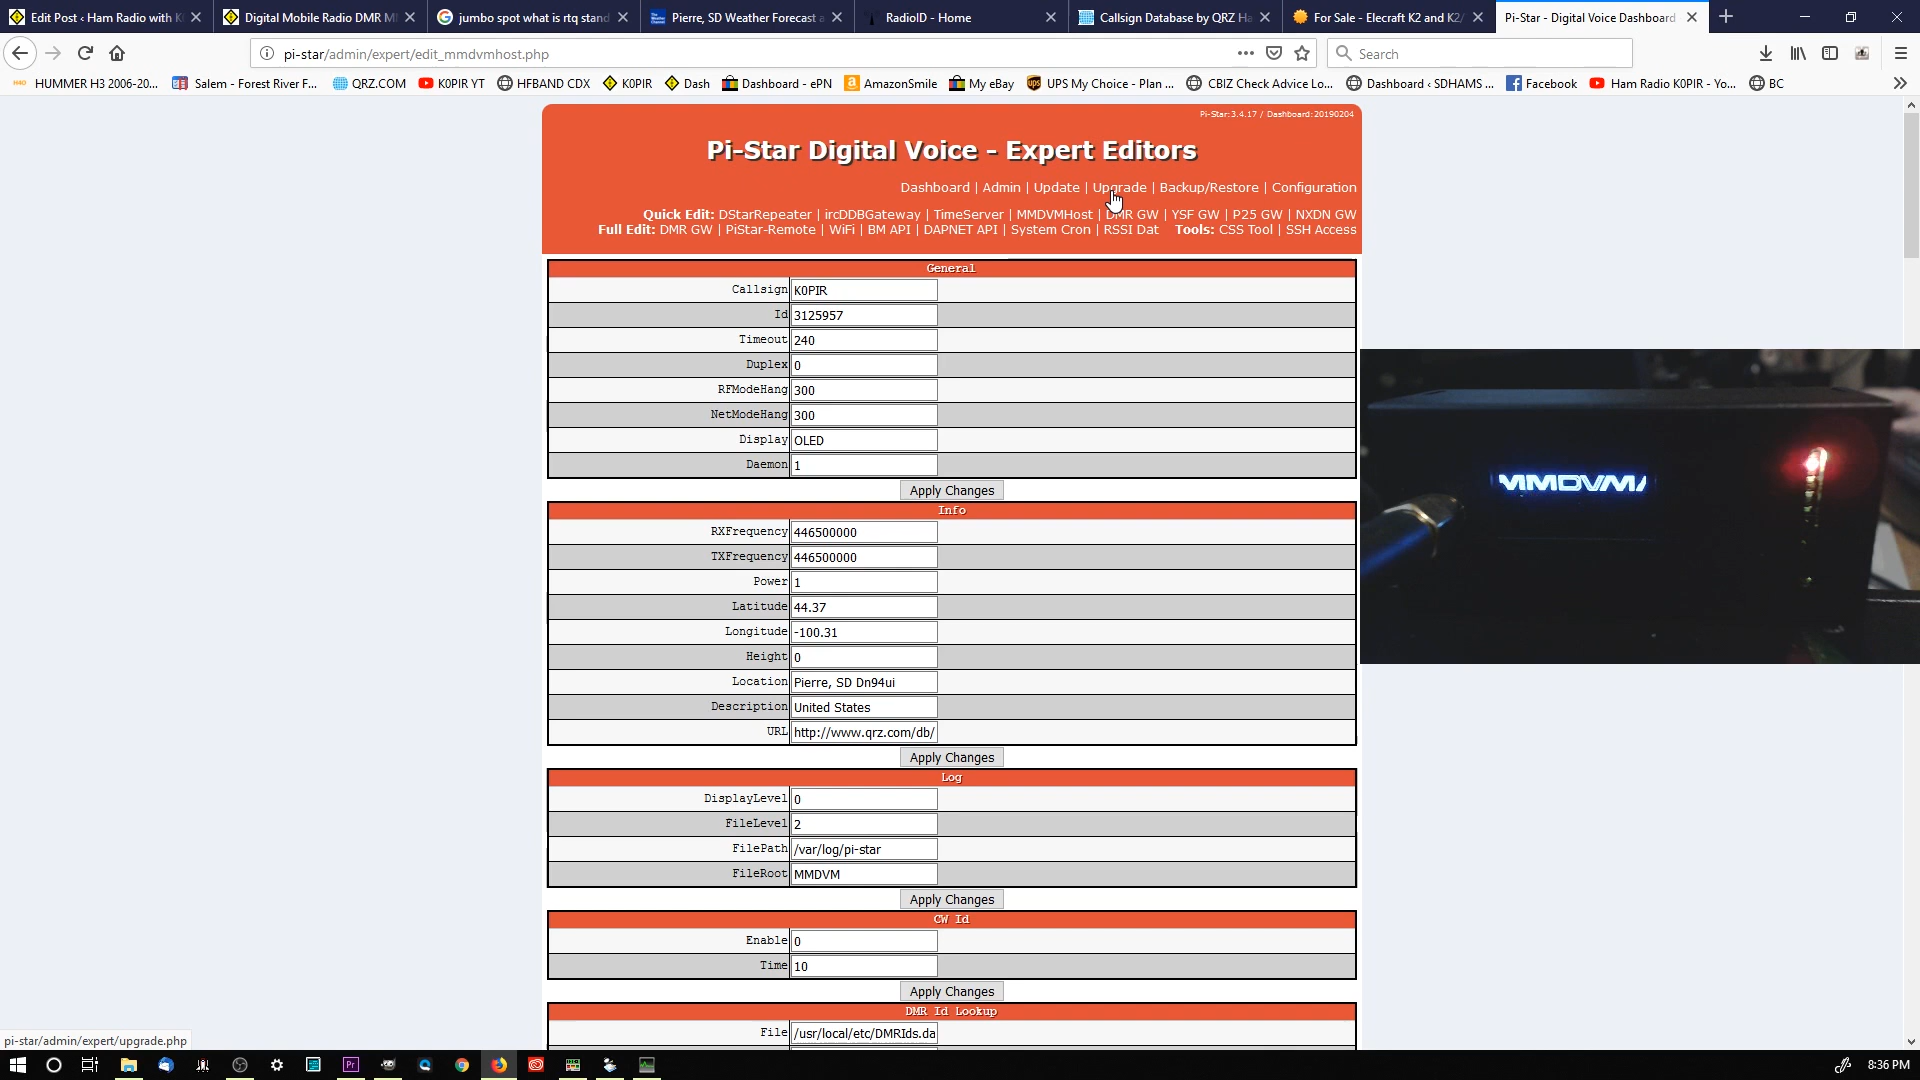 Edit Post ‹ Ham Radio with K
Digital Mobile Radio DMR M
jumbo spot what is rtq stand
Pierre, SD Weather Forecast a
RadioID - Home
Callsign Database by QRZ Ha
For Sale - Elecraft K2 and K2/
Pi-Star - Digital Voice Dashboard
pi-star/admin/expert/edit_mmdvmhost.php
Search
HUMMER H3 2006-20...
Salem - Forest River F...
QRZ.COM
K0PIR YT
HFBAND CDX
K0PIR
Dash
Dashboard - ePN
AmazonSmile
My eBay
UPS My Choice - Plan ...
CBIZ Check Advice Lo...
Dashboard ‹ SDHAMS ...
Facebook
Ham Radio K0PIR - Yo...
BC
Pi-Star:3.4.17 / Dashboard:20190204
Pi-Star Digital Voice - Expert Editors
Dashboard | Admin | Update | Upgrade | Backup/Restore | Configuration
Quick Edit: DStarRepeater | ircDDBGateway | TimeServer | MMDVMHost | DMR GW | YSF GW | P25 GW | NXDN GW
Full Edit: DMR GW | PiStar-Remote | WiFi | BM API | DAPNET API | System Cron | RSSI Dat Tools: CSS Tool | SSH Access
General
Callsign K0PIR
Id 3125957
Timeout 240
Duplex 0
RFModeHang 300
NetModeHang 300
Display OLED
Daemon 1
Apply Changes
Info
RXFrequency 446500000
TXFrequency 446500000
Power 1
Latitude 44.37
Longitude -100.31
Height 0
Location Pierre, SD Dn94ui
Description United States
URL http://www.qrz.com/db/
Apply Changes
Log
DisplayLevel 0
FileLevel 2
FilePath /var/log/pi-star
FileRoot MMDVM
Apply Changes
CW Id
Enable 0
Time 10
Apply Changes
DMR Id Lookup
File /usr/local/etc/DMRIds.da
MMDVM
pi-star/admin/expert/upgrade.php
Pr
8:36 PM